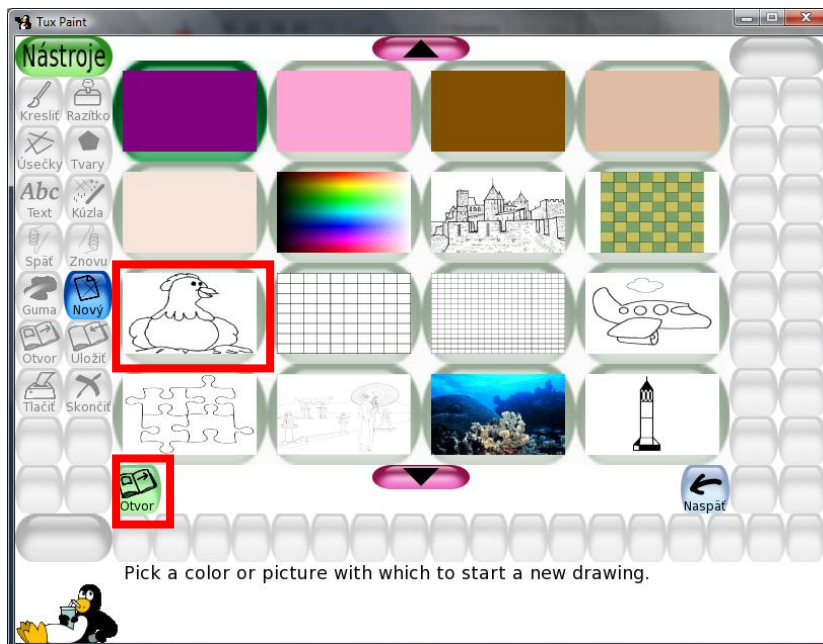 Tux Paint
Nástroje
Kresliť Razítko
Úsečky Tvary
Abc
Text Kúzla
Späť Znovu
Guma Nový
Otvor Uložiť
Tlačiť Skončiť
Otvor
Naspäť
Pick a color or picture with which to start a new drawing.